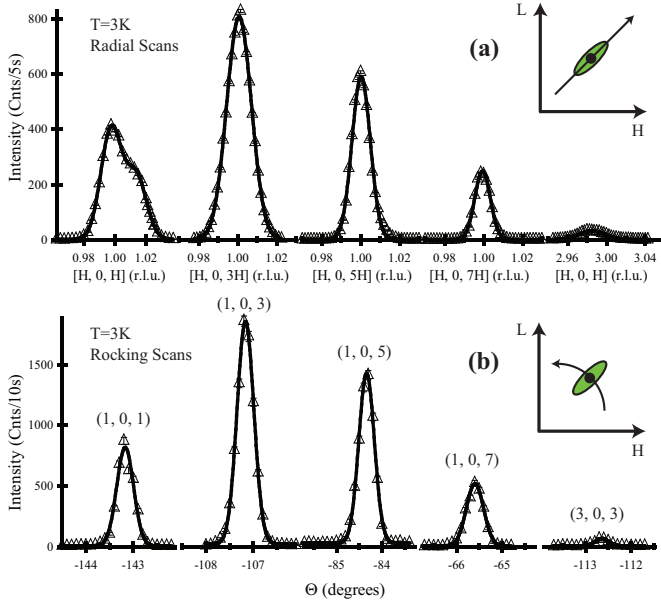 T=3K
Radial Scans
(a)
L
H
Intensity (Cnts/5s)
800
600
400
200
0
0.98 1.00 1.02 0.98 1.00 1.02 0.98 1.00 1.02 0.98 1.00 1.02 2.96 3.00 3.04
[H, 0, H] (r.l.u.) [H, 0, 3H] (r.l.u.) [H, 0, 5H] (r.l.u.) [H, 0, 7H] (r.l.u.) [H, 0, H] (r.l.u.)
T=3K
Rocking Scans
(b)
L
H
(1, 0, 1)
(1, 0, 3)
(1, 0, 5)
(1, 0, 7)
(3, 0, 3)
Intensity (Cnts/10s)
1500
1000
500
0
-144 -143 -108 -107 -85 -84 -66 -65 -113 -112
Θ (degrees)